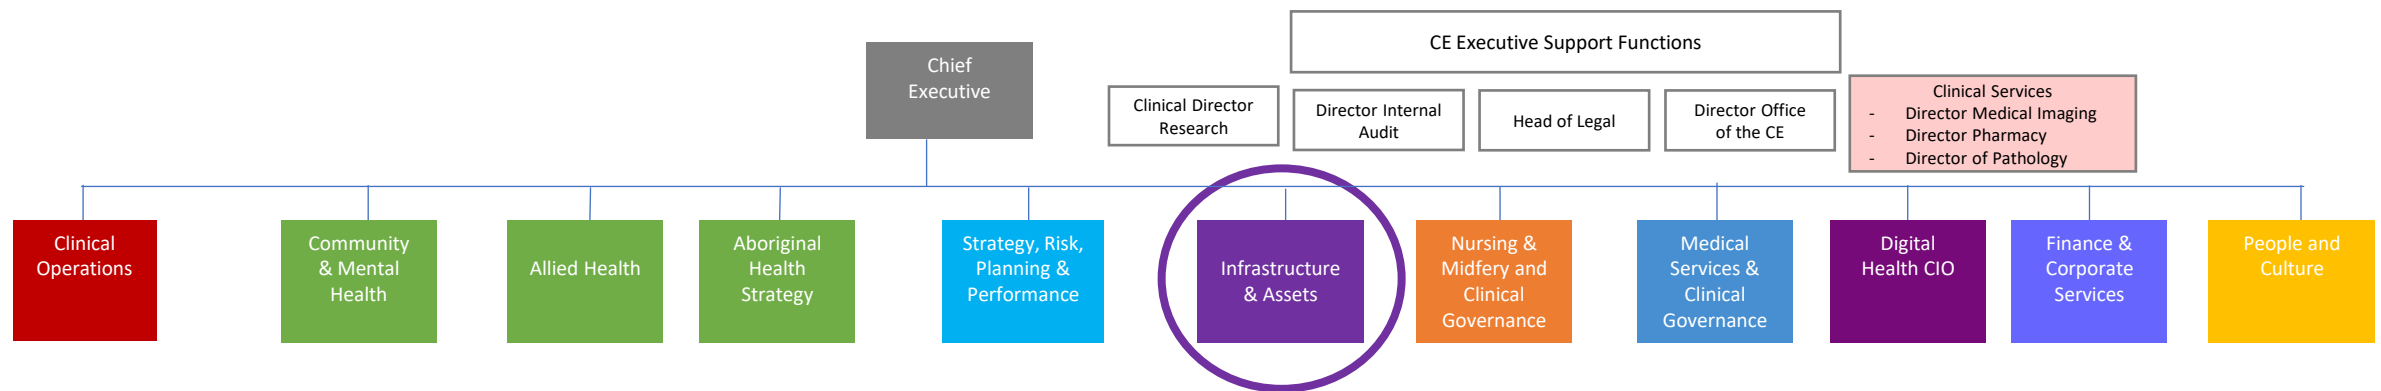 CE Executive Support Functions
Chief
Executive
Clinical Director
Research
Director Internal
Audit
Head of Legal
Director Office
of the CE
Clinical Services
- Director Medical Imaging
- Director Pharmacy
- Director of Pathology
Clinical
Operations
Community
& Mental
Health
Allied Health
Aboriginal
Health
Strategy
Strategy, Risk,
Planning &
Performance
Infrastructure
& Assets
Nursing &
Midfery and
Clinical
Governance
Medical
Services &
Clinical
Governance
Digital
Health CIO
Finance &
Corporate
Services
People and
Culture